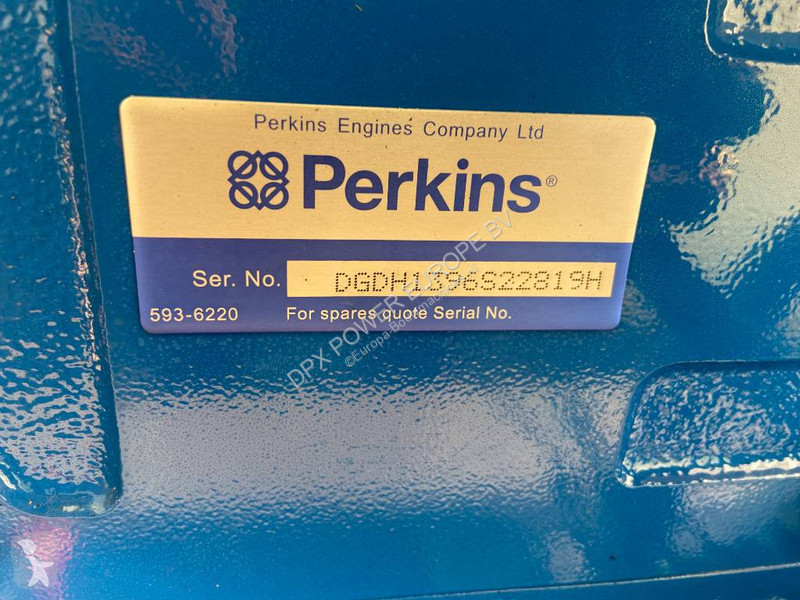 Perkins Engines Company Ltd
Perkins®
Ser. No. DGDH1396S22819H
593-6220 For spares quote Serial No.
DPX POWER EUROPE BV